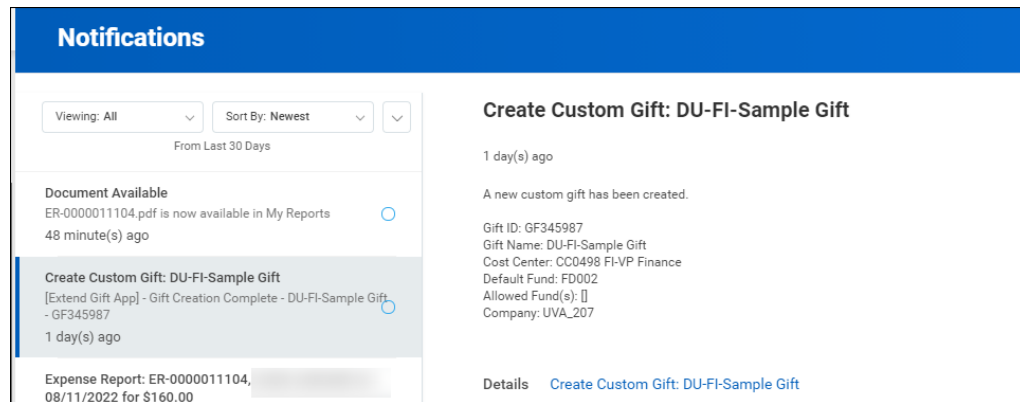 Notifications
Viewing: All
Sort By: Newest
From Last 30 Days
Document Available
ER-0000011104.pdf is now available in My Reports
48 minute(s) ago
Create Custom Gift: DU-FI-Sample Gift
[Extend Gift App] - Gift Creation Complete - DU-FI-Sample Gift
- GF345987
1 day(s) ago
Expense Report: ER-0000011104,
08/11/2022 for $160.00
Create Custom Gift: DU-FI-Sample Gift
1 day(s) ago
A new custom gift has been created.
Gift ID: GF345987
Gift Name: DU-FI-Sample Gift
Cost Center: CC0498 FI-VP Finance
Default Fund: FD002
Allowed Fund(s): []
Company: UVA_207
Details Create Custom Gift: DU-FI-Sample Gift